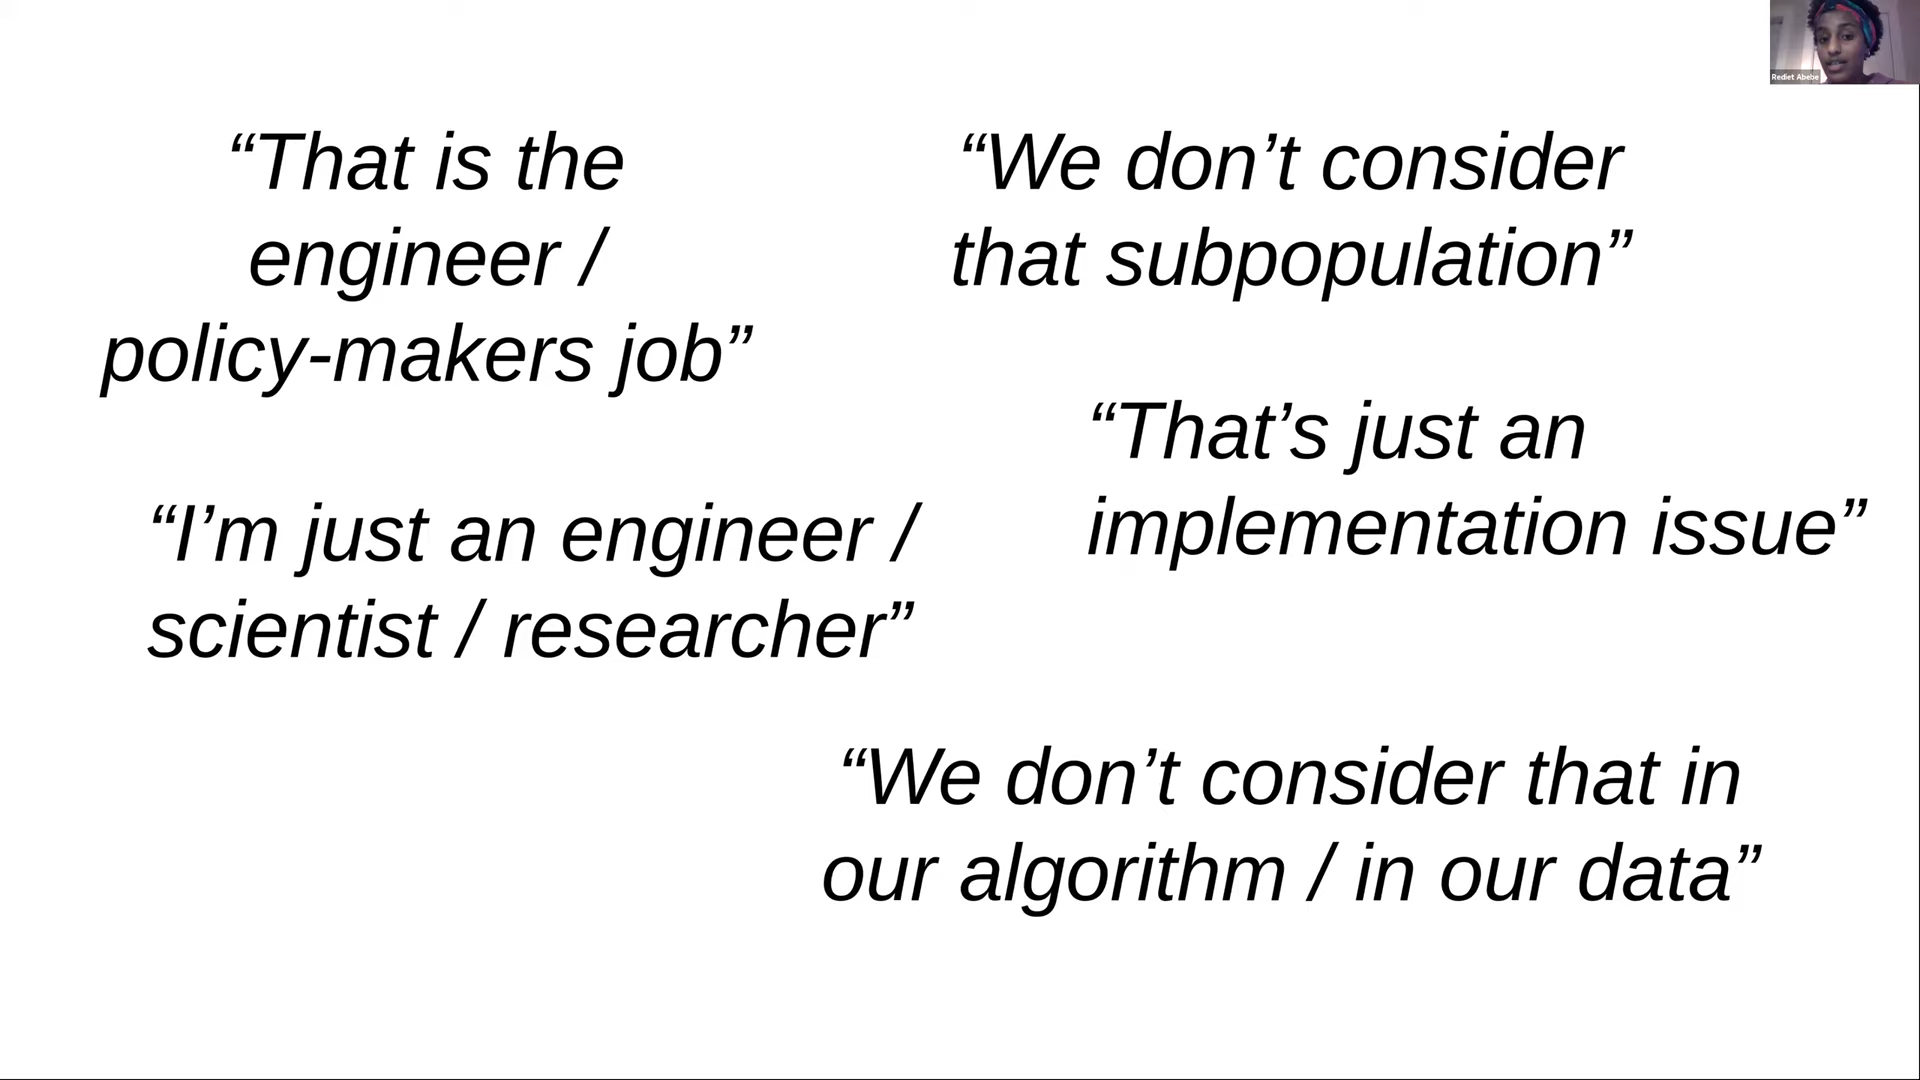 Rediet Abebe
“That is the
engineer /
policy-makers job”
“We don’t consider
that subpopulation”
“That’s just an
implementation issue”
“I’m just an engineer /
scientist / researcher”
“We don’t consider that in
our algorithm / in our data”